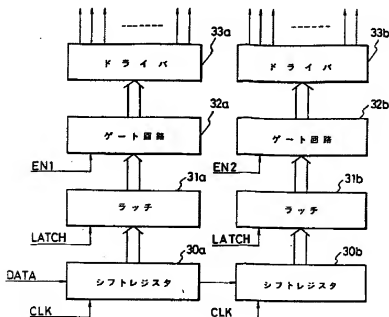 33a
33b
ドライバ
ドライバ
32a
32b
ゲート回路
ゲート回路
EN1
EN2
31a
31b
ラッチ
ラッチ
LATCH
LATCH
30a
30b
DATA
シフトレジスタ
シフトレジスタ
CLK
CLK